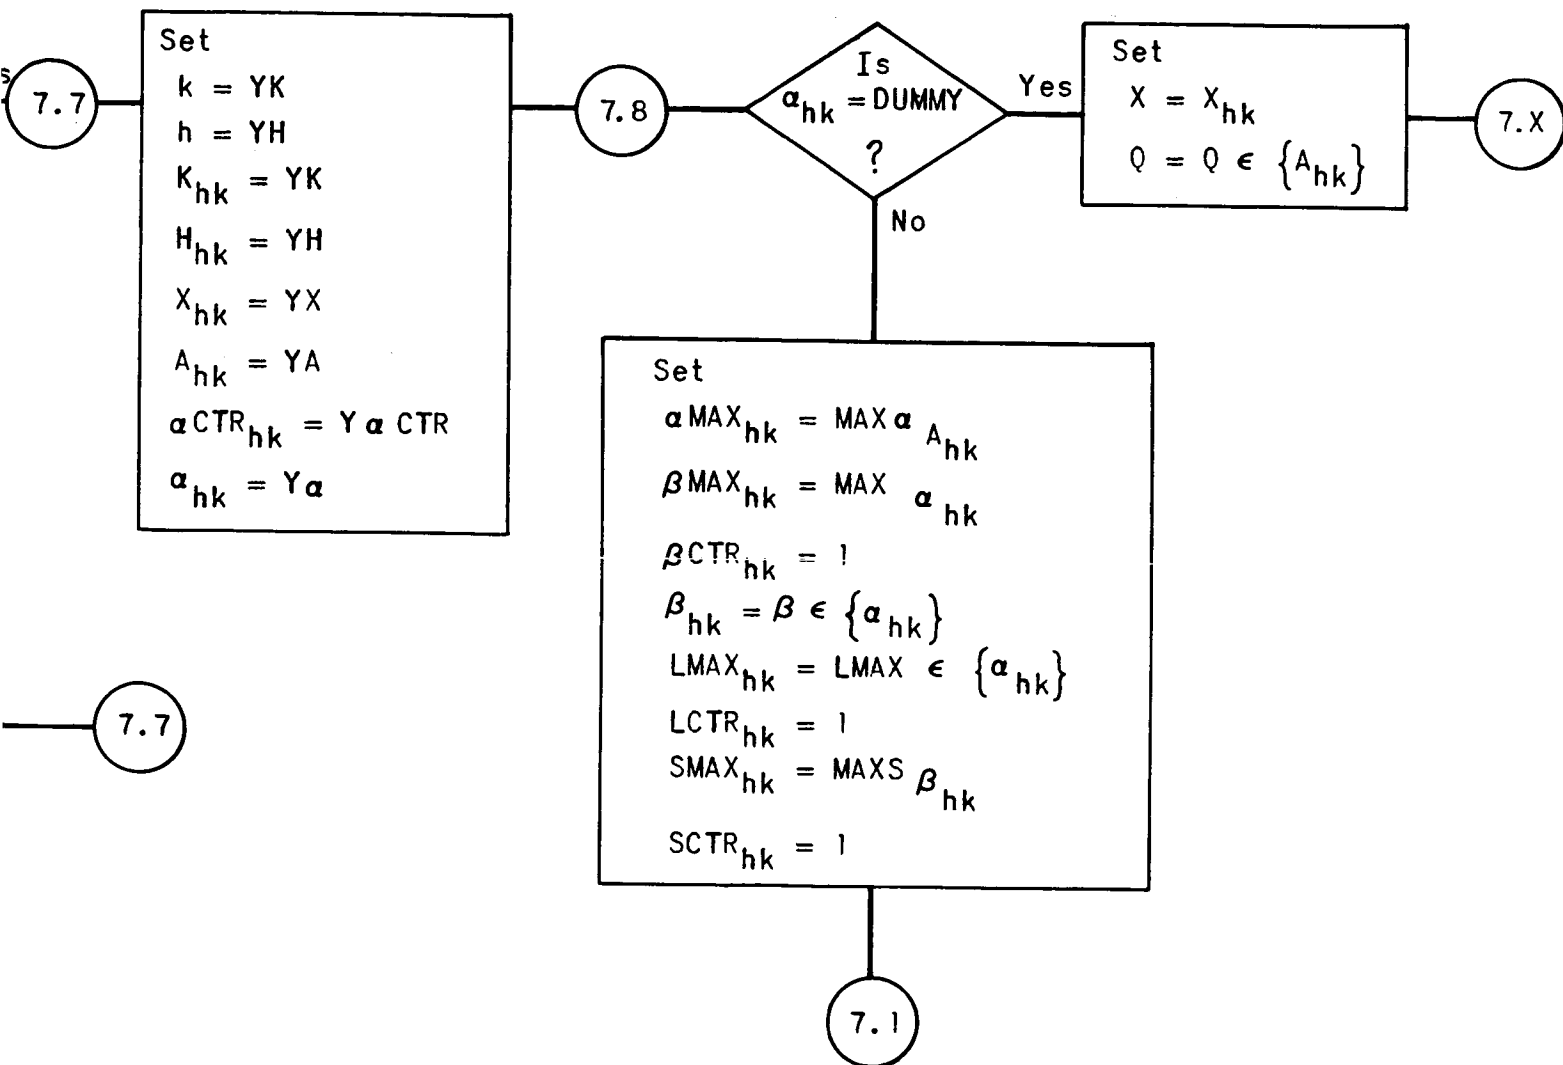 s
7.7
Set
k = YK
h = YH
K_hk = YK
H_hk = YH
X_hk = YX
A_hk = YA
αCTR_hk = Y α CTR
α_hk = Yα
7.8
Is
α_hk = DUMMY
?
Yes
No
Set
X = X_hk
Q = Q ϵ {A_hk}
7.X
Set
αMAX_hk = MAX α A_hk
βMAX_hk = MAX α_hk
βCTR_hk = 1
β_hk = β ϵ {α_hk}
LMAX_hk = LMAX ϵ {α_hk}
LCTR_hk = 1
SMAX_hk = MAXS β_hk
SCTR_hk = 1
7.7
7.1